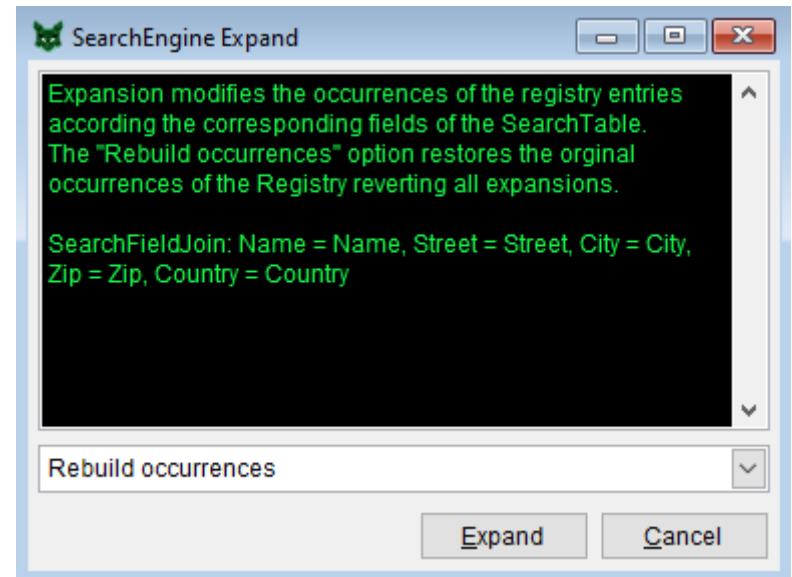 SearchEngine Expand
Expansion modifies the occurrences of the registry entries
according the corresponding fields of the SearchTable.
The "Rebuild occurrences" option restores the orginal
occurrences of the Registry reverting all expansions.
SearchFieldJoin: Name = Name, Street = Street, City = City,
Zip = Zip, Country = Country
Rebuild occurrences
Expand
Cancel